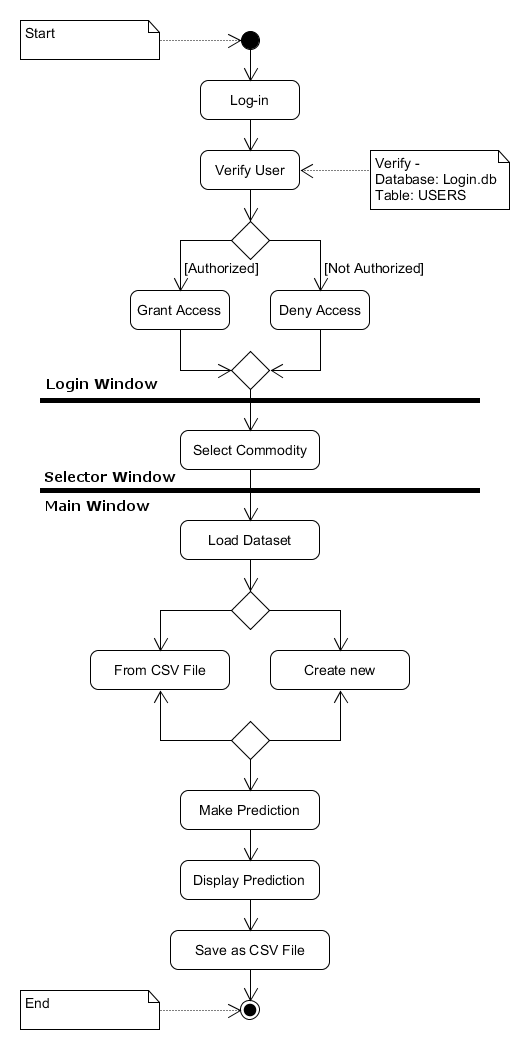 Start
Log-in
Verify User
Verify -
Database: Login.db
Table: USERS
[Authorized]
[Not Authorized]
Grant Access
Deny Access
Login Window
Select Commodity
Selector Window
Main Window
Load Dataset
From CSV File
Create new
Make Prediction
Display Prediction
Save as CSV File
End